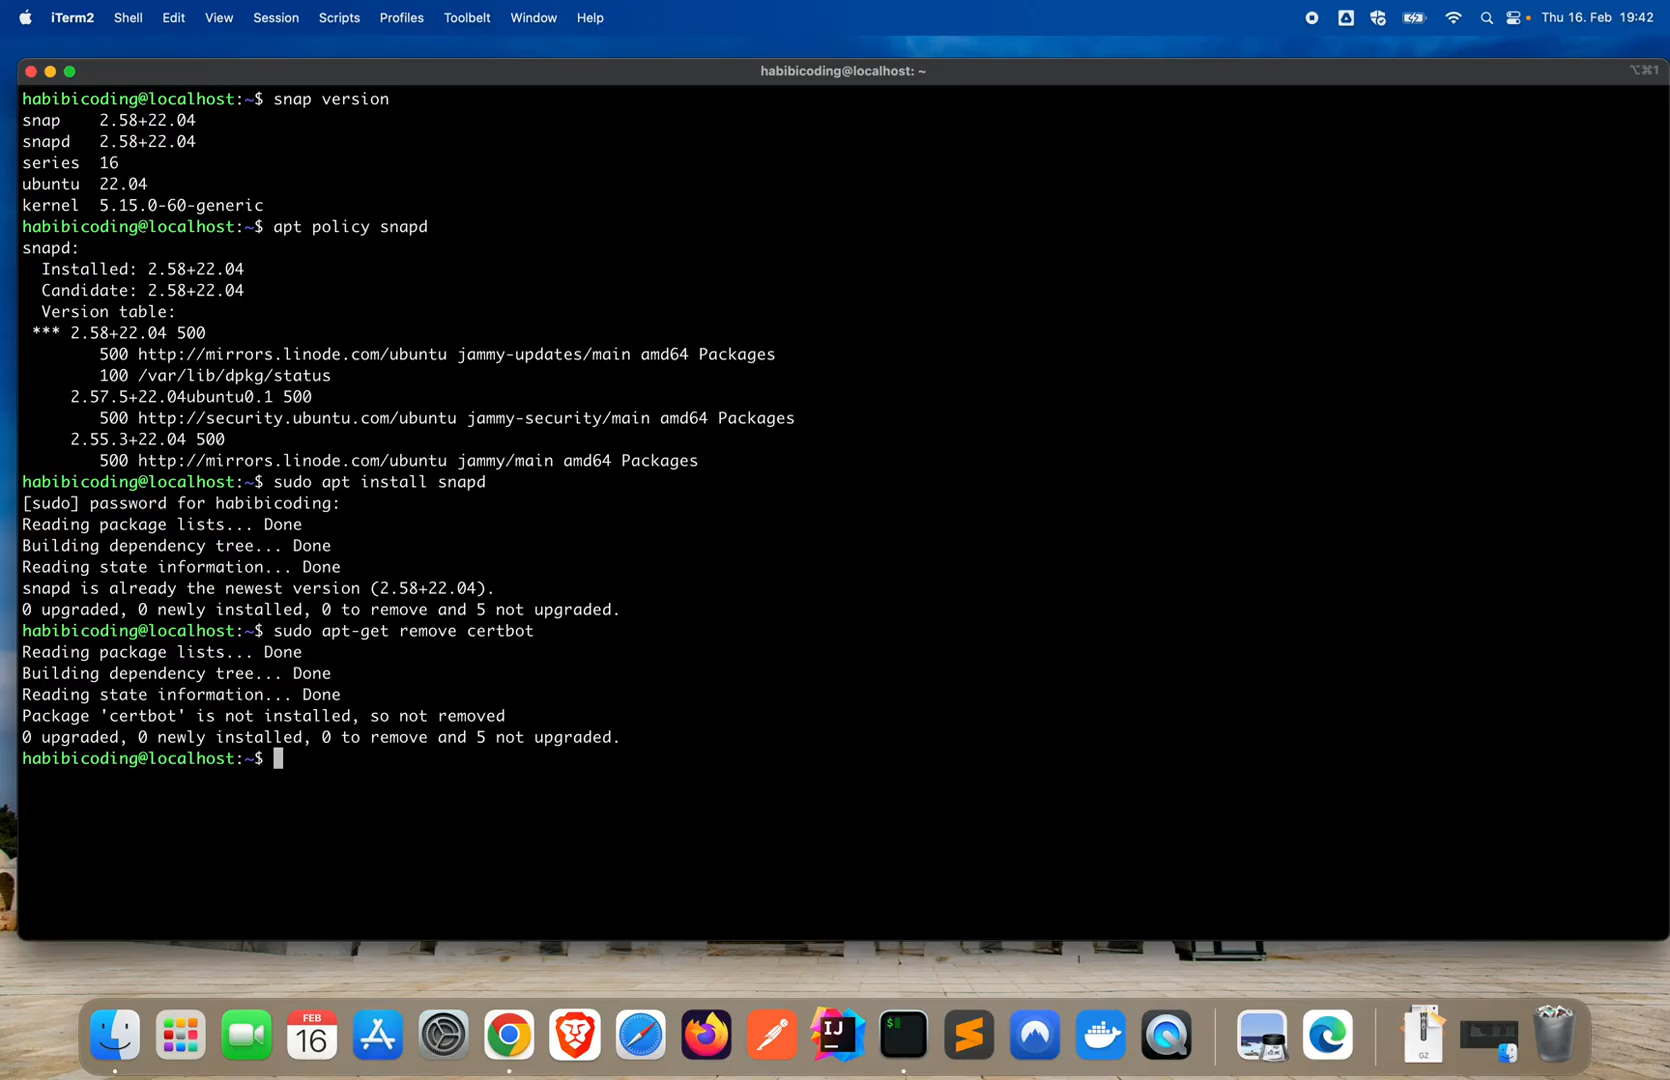 iTerm2 Shell Edit View Session Scripts Profiles Toolbelt Window Help Thu 16. Feb 19:42
habibicoding@localhost: ~ ⌥⌘1
habibicoding@localhost:~$ snap version
snap 2.58+22.04
snapd 2.58+22.04
series 16
ubuntu 22.04
kernel 5.15.0-60-generic
habibicoding@localhost:~$ apt policy snapd
snapd:
Installed: 2.58+22.04
Candidate: 2.58+22.04
Version table:
*** 2.58+22.04 500
500 http://mirrors.linode.com/ubuntu jammy-updates/main amd64 Packages
100 /var/lib/dpkg/status
2.57.5+22.04ubuntu0.1 500
500 http://security.ubuntu.com/ubuntu jammy-security/main amd64 Packages
2.55.3+22.04 500
500 http://mirrors.linode.com/ubuntu jammy/main amd64 Packages
habibicoding@localhost:~$ sudo apt install snapd
[sudo] password for habibicoding:
Reading package lists... Done
Building dependency tree... Done
Reading state information... Done
snapd is already the newest version (2.58+22.04).
0 upgraded, 0 newly installed, 0 to remove and 5 not upgraded.
habibicoding@localhost:~$ sudo apt-get remove certbot
Reading package lists... Done
Building dependency tree... Done
Reading state information... Done
Package 'certbot' is not installed, so not removed
0 upgraded, 0 newly installed, 0 to remove and 5 not upgraded.
habibicoding@localhost:~$
FEB
16
IJ
$
GZ